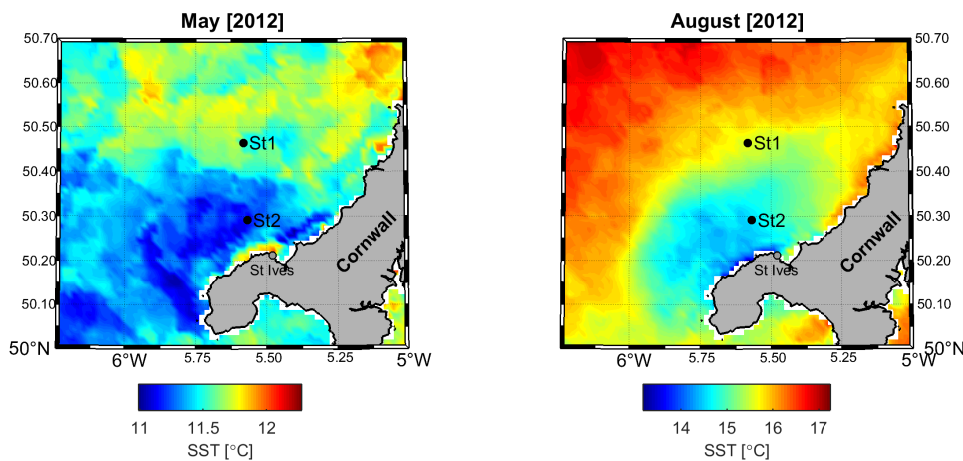 May [2012]
50.70
50.60
50.50
50.40
50.30
50.20
50.10
50°N
6°W
5.75
5.50
5.25
5°W
St1
St2
St Ives
Cornwall
11
11.5
12
SST [°C]
August [2012]
50.70
50.60
50.50
50.40
50.30
50.20
50.10
50°N
6°W
5.75
5.50
5.25
5°W
St1
St2
St Ives
Cornwall
14
15
16
17
SST [°C]